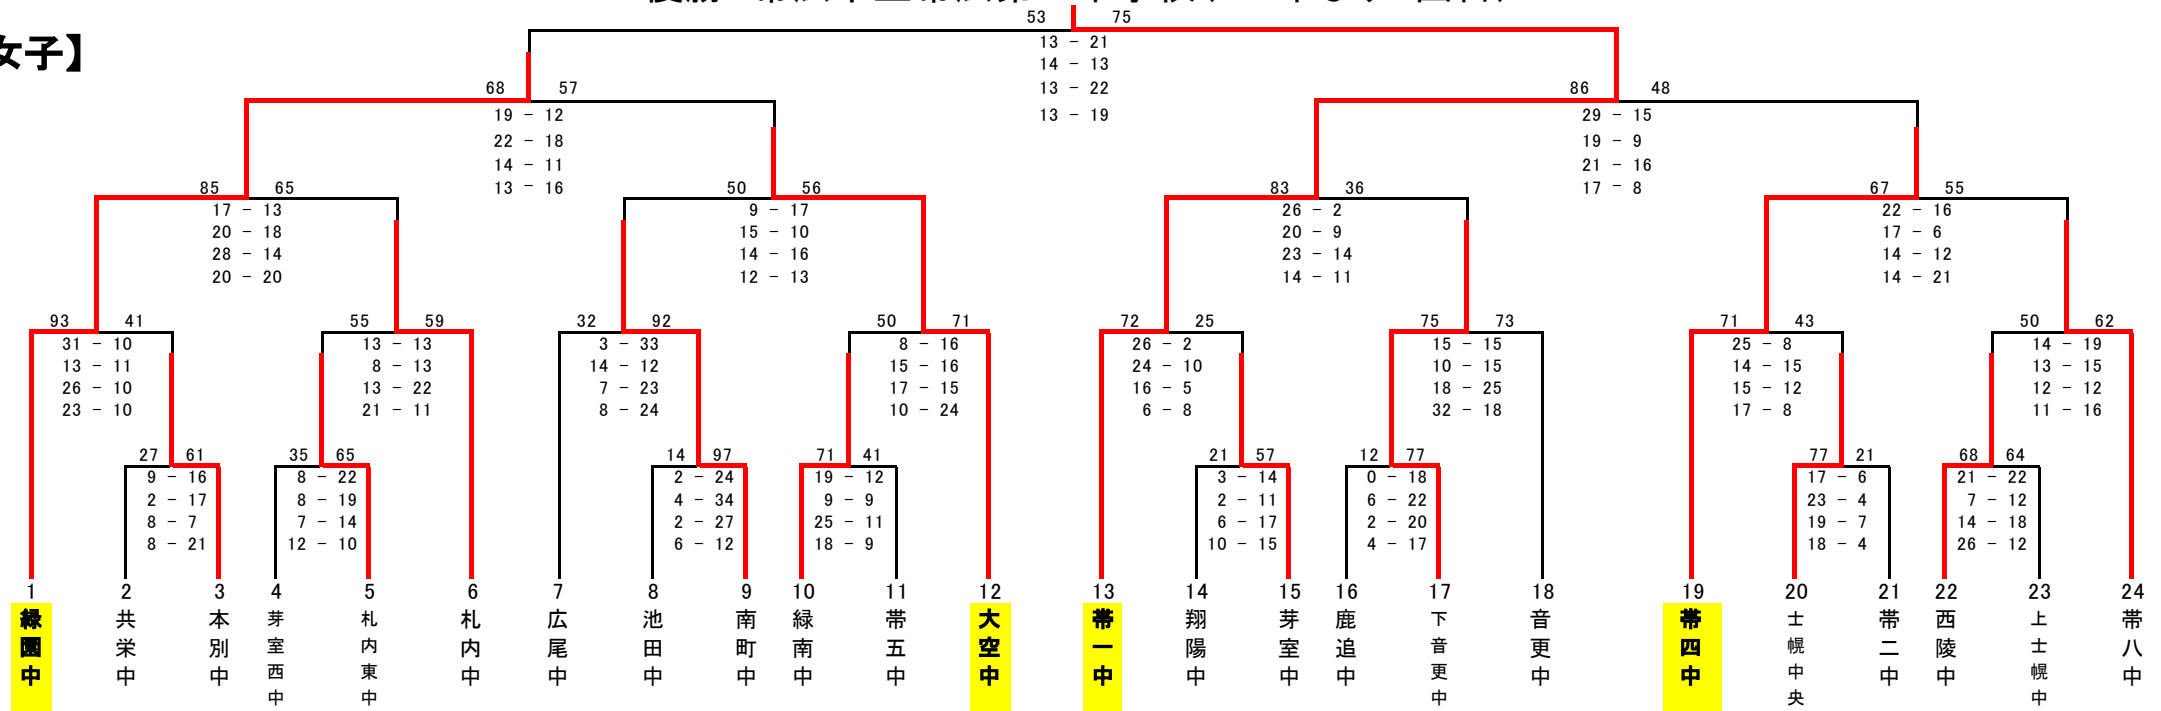 53 75
女子】
13 - 21
14 - 13
13 - 22
13 - 19
68 57
19 - 12
22 - 18
14 - 11
13 - 16
86 48
29 - 15
19 - 9
21 - 16
17 - 8
85 65
17 - 13
20 - 18
28 - 14
20 - 20
50 56
9 - 17
15 - 10
14 - 16
12 - 13
83 36
26 - 2
20 - 9
23 - 14
14 - 11
67 55
22 - 16
17 - 6
14 - 12
14 - 21
93 41
31 - 10
13 - 11
26 - 10
23 - 10
55 59
13 - 13
8 - 13
13 - 22
21 - 11
32 92
3 - 33
14 - 12
7 - 23
8 - 24
50 71
8 - 16
15 - 16
17 - 15
10 - 24
72 25
26 - 2
24 - 10
16 - 5
6 - 8
75 73
15 - 15
10 - 15
18 - 25
32 - 18
71 43
25 - 8
14 - 15
15 - 12
17 - 8
50 62
14 - 19
13 - 15
12 - 12
11 - 16
27 61
9 - 16
2 - 17
8 - 7
8 - 21
35 65
8 - 22
8 - 19
7 - 14
12 - 10
14 97
2 - 24
4 - 34
2 - 27
6 - 12
71 41
19 - 12
9 - 9
25 - 11
18 - 9
21 57
3 - 14
2 - 11
6 - 17
10 - 15
12 77
0 - 18
6 - 22
2 - 20
4 - 17
77 21
17 - 6
23 - 4
19 - 7
18 - 4
68 64
21 - 22
7 - 12
14 - 18
26 - 12
1 緑園中
2 共栄中
3 本別中
4 芽室西中
5 札内東中
6 札内中
7 広尾中
8 池田中
9 南町中
10 緑南中
11 帯五中
12 大空中
13 帯一中
14 翔陽中
15 芽室中
16 鹿追中
17 下音更中
18 音更中
19 帯四中
20 士幌中央
21 帯二中
22 西陵中
23 上士幌中
24 帯八中